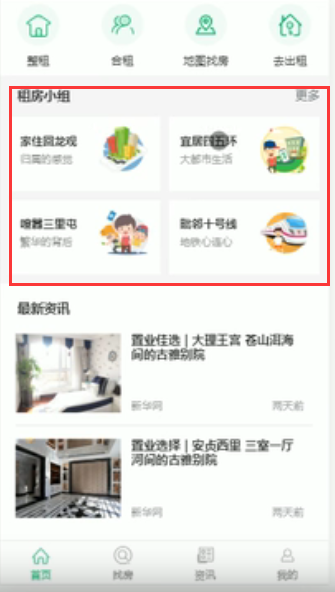 整租
合租
地图找房
去出租
租房小组
更多
家住回龙观
归属的感觉
宜居四五环
大都市生活
喧嚣三里屯
繁华的背后
毗邻十号线
地铁心连心
最新资讯
置业佳选 | 大理王宫 苍山洱海
间的古雅别院
新华网
两天前
置业选择 | 安贞西里 三室一厅
河间的古雅别院
新华网
两天前
首页
找房
资讯
我的